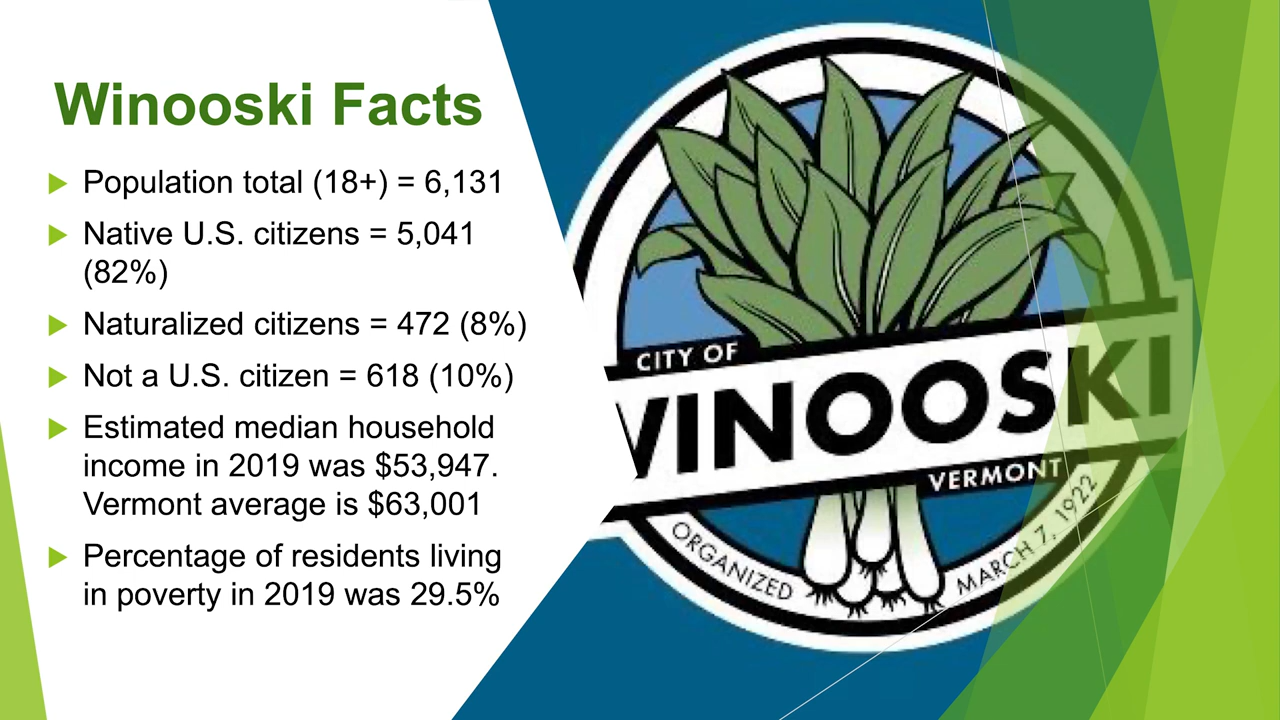 Winooski Facts
Population total (18+) = 6,131
Native U.S. citizens = 5,041
(82%)
Naturalized citizens = 472 (8%)
Not a U.S. citizen = 618 (10%)
Estimated median household
income in 2019 was $53,947.
Vermont average is $63,001
Percentage of residents living
in poverty in 2019 was 29.5%
CITY OF
WINOOSKI
VERMONT
ORGANIZED MARCH 7, 1922